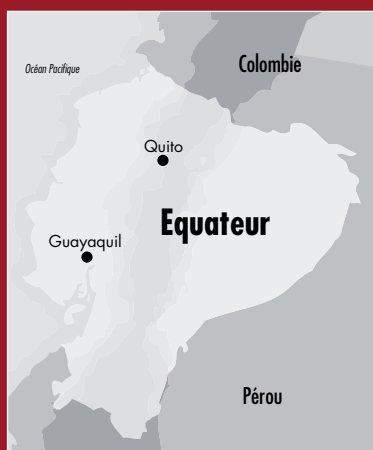 Océan Pacifique
Colombie
Quito
Equateur
Guayaquil
Pérou